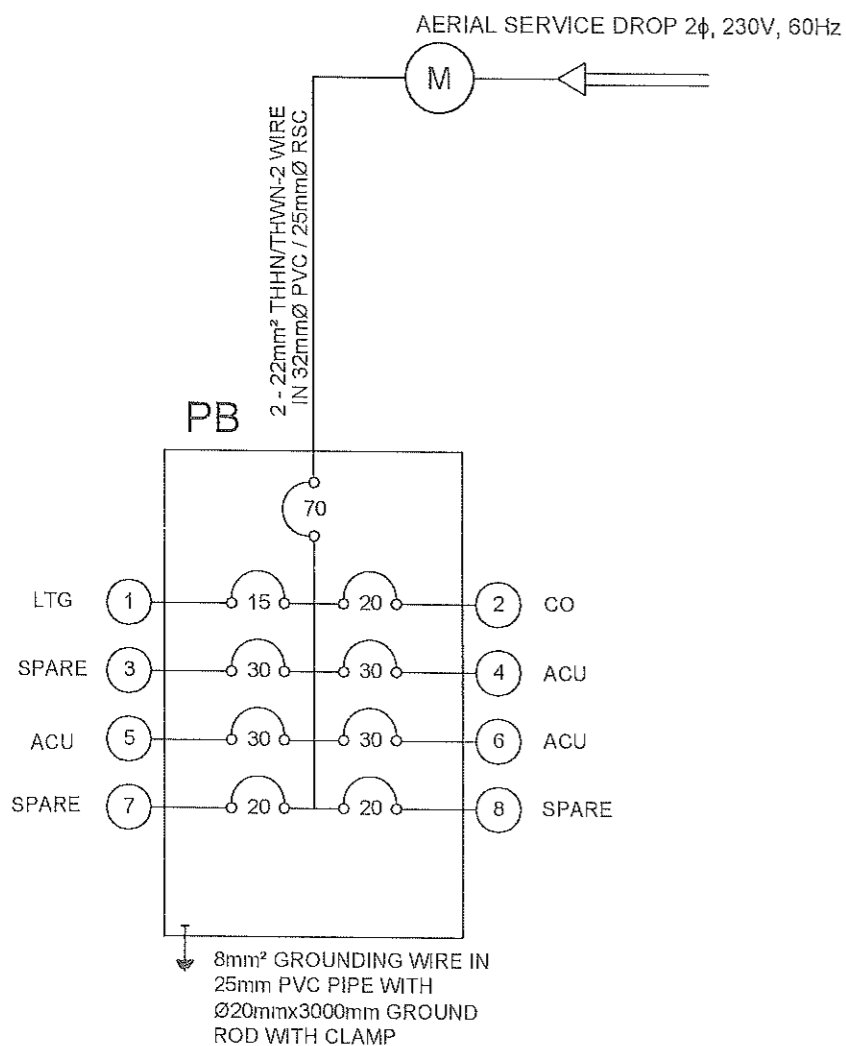 AERIAL SERVICE DROP 2ϕ, 230V, 60Hz
M
2 - 22mm² THHN/THWN-2 WIRE
IN 32mmØ PVC / 25mmØ RSC
PB
70
LTG 1 15 20 2 CO
SPARE 3 30 30 4 ACU
ACU 5 30 30 6 ACU
SPARE 7 20 20 8 SPARE
8mm² GROUNDING WIRE IN
25mm PVC PIPE WITH
Ø20mmx3000mm GROUND
ROD WITH CLAMP